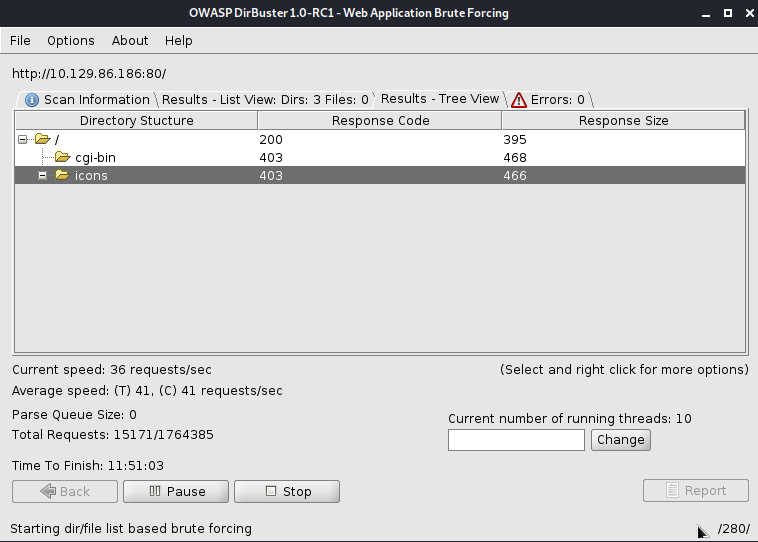 OWASP DirBuster 1.0-RC1 - Web Application Brute Forcing
File Options About Help
http://10.129.86.186:80/
Scan Information Results - List View: Dirs: 3 Files: 0 Results - Tree View Errors: 0
Directory Stucture Response Code Response Size
/ 200 395
cgi-bin 403 468
icons 403 466
Current speed: 36 requests/sec (Select and right click for more options)
Average speed: (T) 41, (C) 41 requests/sec
Parse Queue Size: 0
Current number of running threads: 10
Total Requests: 15171/1764385
Change
Time To Finish: 11:51:03
Back Pause Stop Report
Starting dir/file list based brute forcing /280/